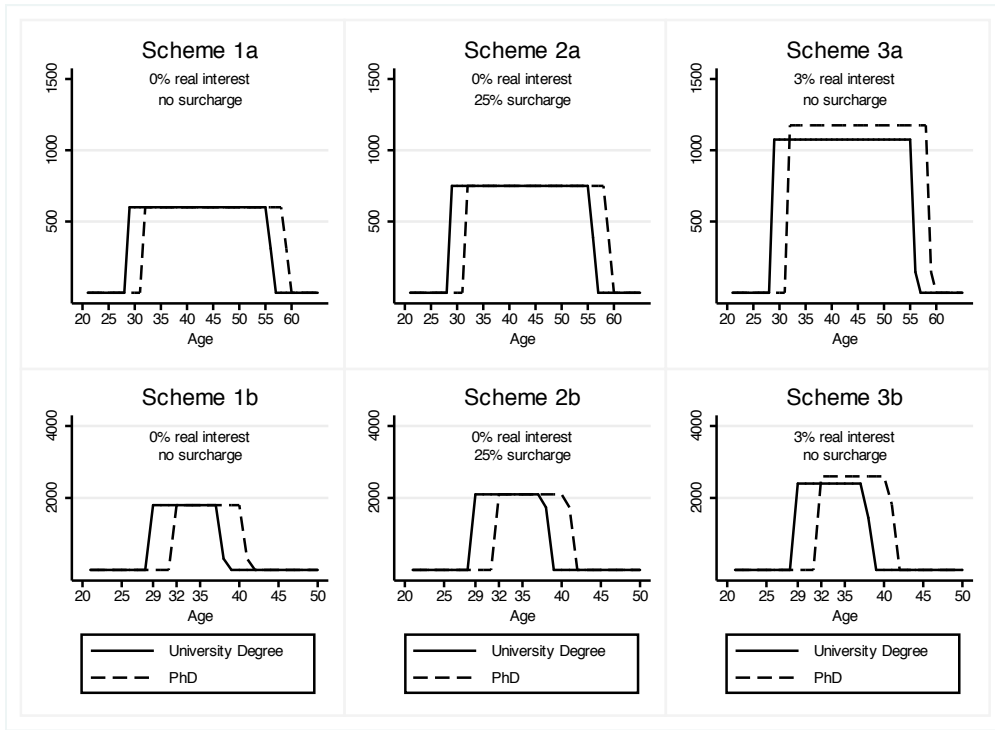 Scheme 1a
0% real interest
no surcharge
1500
1000
500
20 25 30 35 40 45 50 55 60
Age
Scheme 2a
0% real interest
25% surcharge
1500
1000
500
20 25 30 35 40 45 50 55 60
Age
Scheme 3a
3% real interest
no surcharge
1500
1000
500
20 25 30 35 40 45 50 55 60
Age
Scheme 1b
0% real interest
no surcharge
4000
2000
20 25 29 32 35 40 45 50
Age
University Degree
PhD
Scheme 2b
0% real interest
25% surcharge
4000
2000
20 25 29 32 35 40 45 50
Age
University Degree
PhD
Scheme 3b
3% real interest
no surcharge
4000
2000
20 25 29 32 35 40 45 50
Age
University Degree
PhD